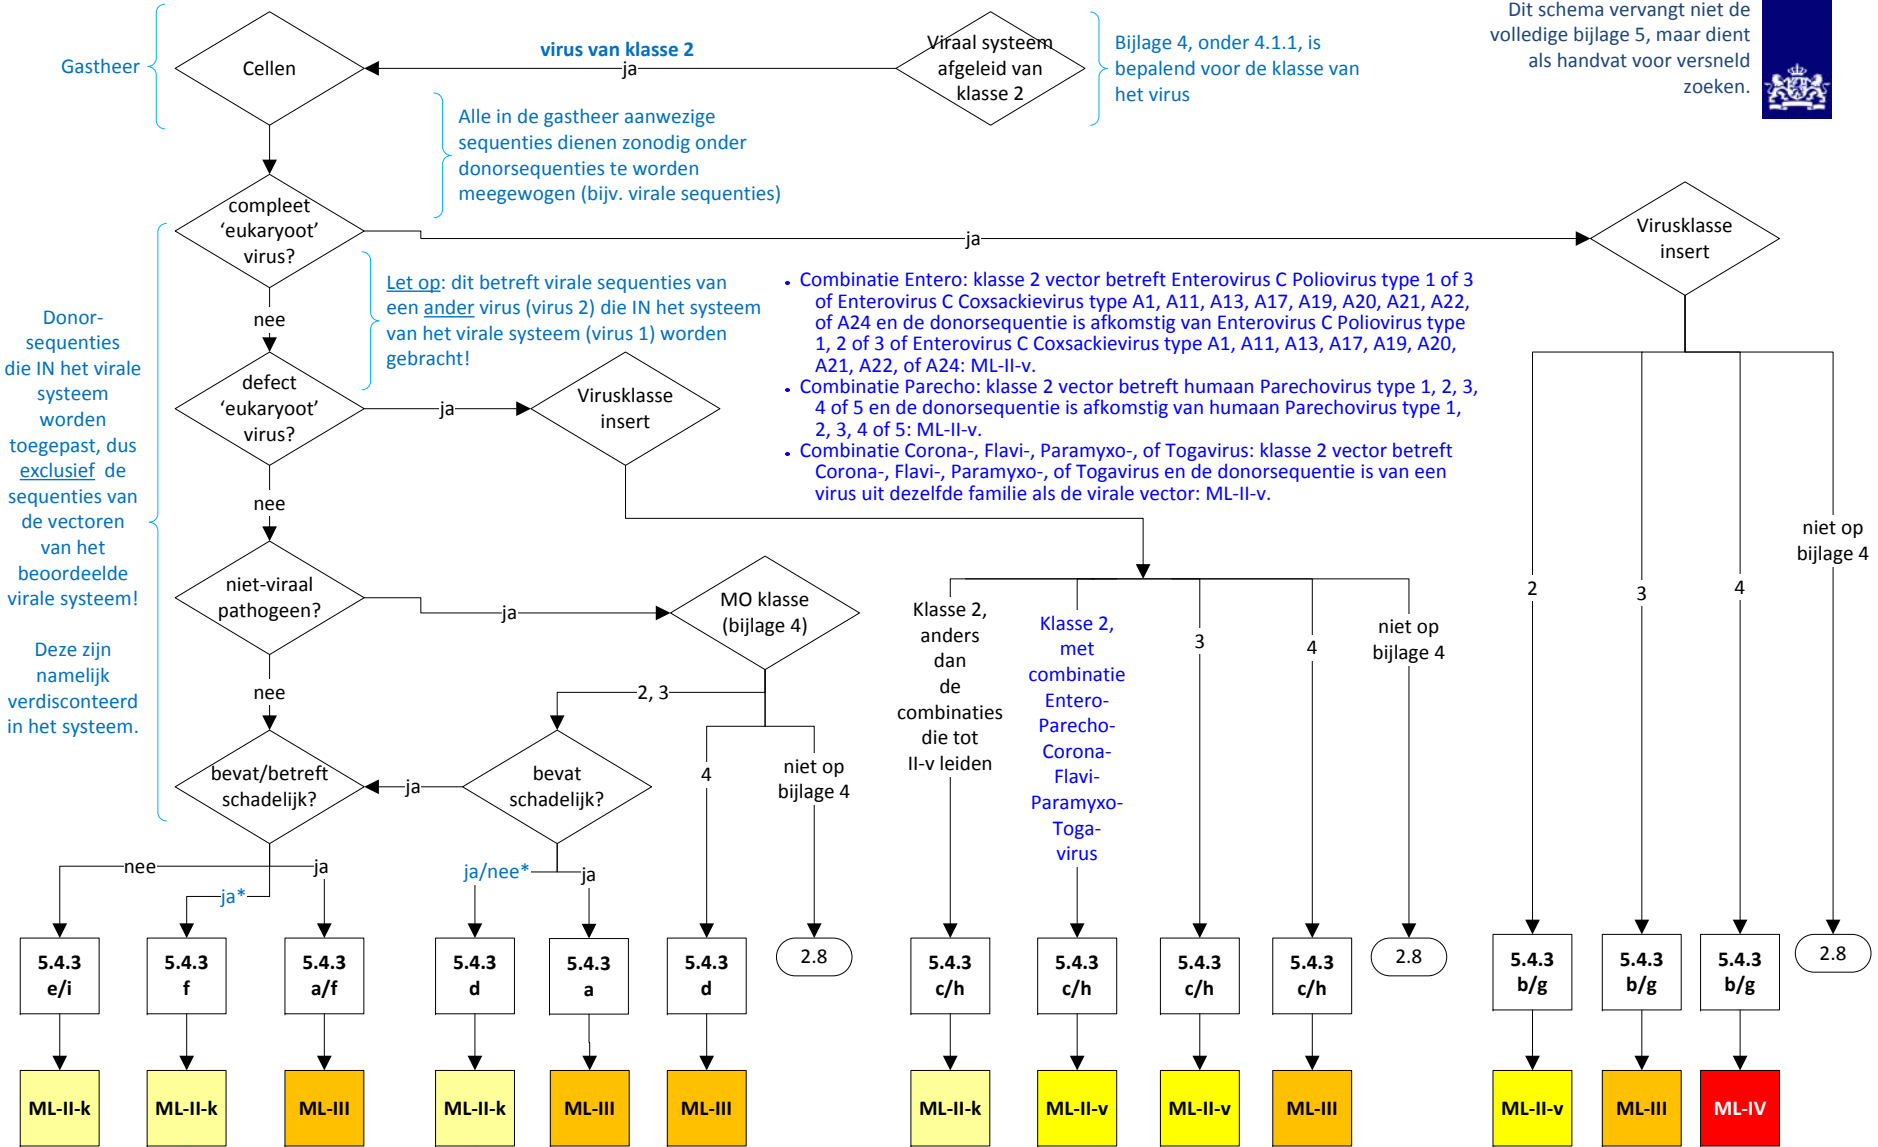 Dit schema vervangt niet de
volledige bijlage 5, maar dient
als handvat voor versneld
zoeken.
Gastheer
Cellen
virus van klasse 2
ja
Viraal systeem
afgeleid van
klasse 2
Bijlage 4, onder 4.1.1, is
bepalend voor de klasse van
het virus
Alle in de gastheer aanwezige
sequenties dienen zonodig onder
donorsequenties te worden
meegewogen (bijv. virale sequenties)
compleet
‘eukaryoot’
virus?
ja
Virusklasse
insert
nee
Let op: dit betreft virale sequenties van
een ander virus (virus 2) die IN het systeem
van het virale systeem (virus 1) worden
gebracht!
• Combinatie Entero: klasse 2 vector betreft Enterovirus C Poliovirus type 1 of 3
of Enterovirus C Coxsackievirus type A1, A11, A13, A17, A19, A20, A21, A22,
of A24 en de donorsequentie is afkomstig van Enterovirus C Poliovirus type
1, 2 of 3 of Enterovirus C Coxsackievirus type A1, A11, A13, A17, A19, A20,
A21, A22, of A24: ML-II-v.
• Combinatie Parecho: klasse 2 vector betreft humaan Parechovirus type 1, 2, 3,
4 of 5 en de donorsequentie is afkomstig van humaan Parechovirus type 1,
2, 3, 4 of 5: ML-II-v.
• Combinatie Corona-, Flavi-, Paramyxo-, of Togavirus: klasse 2 vector betreft
Corona-, Flavi-, Paramyxo-, of Togavirus en de donorsequentie is van een
virus uit dezelfde familie als de virale vector: ML-II-v.
Donor-
sequenties
die IN het virale
systeem
worden
toegepast, dus
exclusief de
sequenties van
de vectoren
van het
beoordeelde
virale systeem!
Deze zijn
namelijk
verdisconteerd
in het systeem.
defect
‘eukaryoot’
virus?
ja
Virusklasse
insert
nee
niet-viraal
pathogeen?
ja
MO klasse
(bijlage 4)
nee
2, 3
4
niet op
bijlage 4
bevat/betreft
schadelijk?
ja
bevat
schadelijk?
Klasse 2,
anders
dan
de
combinaties
die tot
II-v leiden
Klasse 2,
met
combinatie
Entero-
Parecho-
Corona-
Flavi-
Paramyxo-
Toga-
virus
3
4
niet op
bijlage 4
2
3
4
niet op
bijlage 4
nee
ja*
ja
ja/nee*
ja
5.4.3
e/i
5.4.3
f
5.4.3
a/f
5.4.3
d
5.4.3
a
5.4.3
d
2.8
5.4.3
c/h
5.4.3
c/h
5.4.3
c/h
5.4.3
c/h
2.8
5.4.3
b/g
5.4.3
b/g
5.4.3
b/g
2.8
ML-II-k
ML-II-k
ML-III
ML-II-k
ML-III
ML-III
ML-II-k
ML-II-v
ML-II-v
ML-III
ML-II-v
ML-III
ML-IV